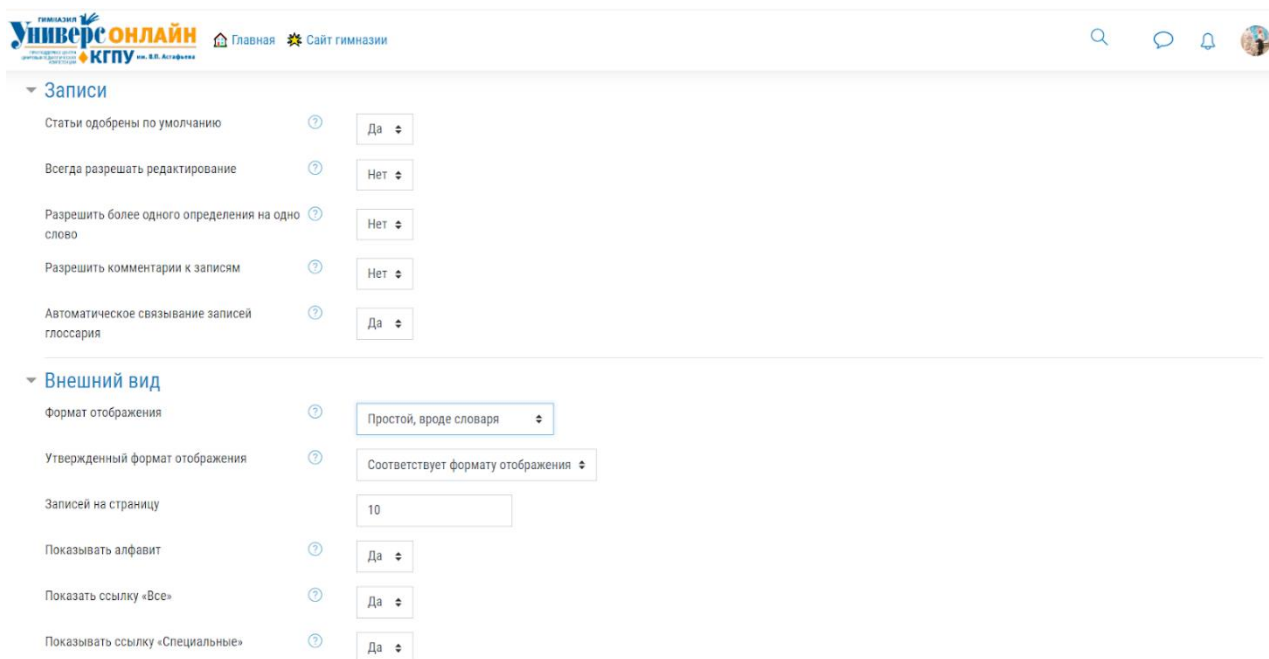 ГИМНАЗИЯ
Универс ОНЛАЙН
КГПУ им. В.П. Астафьева
Главная Сайт гимназии
Записи
Статьи одобрены по умолчанию Да
Всегда разрешать редактирование Нет
Разрешить более одного определения на одно слово Нет
Разрешить комментарии к записям Нет
Автоматическое связывание записей глоссария Да
Внешний вид
Формат отображения Простой, вроде словаря
Утвержденный формат отображения Соответствует формату отображения
Записей на страницу 10
Показывать алфавит Да
Показать ссылку «Все» Да
Показывать ссылку «Специальные» Да